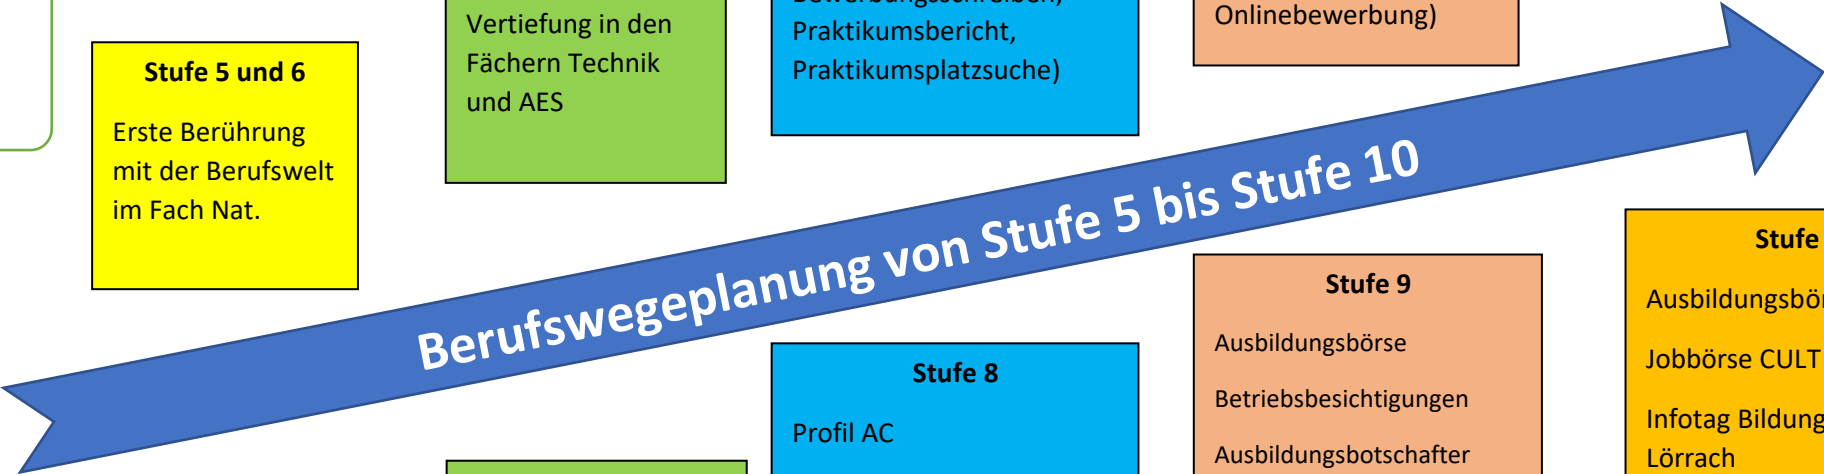 Stufe 5 und 6
Erste Berührung
mit der Berufswelt
im Fach Nat.
Vertiefung in den
Fächern Technik
und AES
Praktikumsbericht,
Praktikumsplatzsuche)
Onlinebewerbung)
Berufswegeplanung von Stufe 5 bis Stufe 10
Stufe 8
Profil AC
Stufe 9
Ausbildungsbörse
Betriebsbesichtigungen
Ausbildungsbotschafter
Stufe
Jobbörse CULT
Infotag Bildung
Lörrach